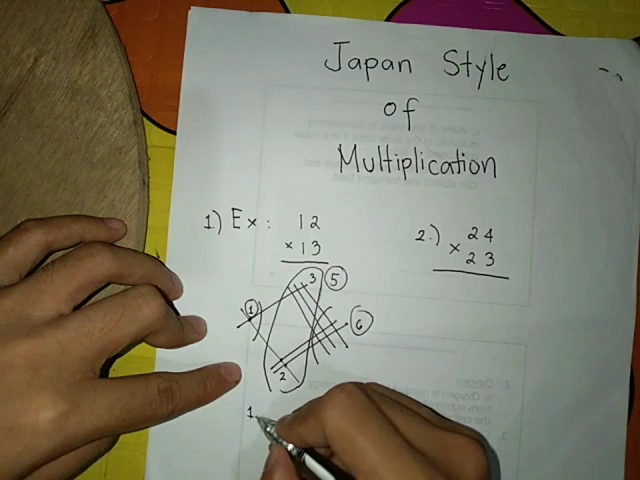 Japan Style
of
Multiplication
1) Ex: 12
× 13
2.) 24
× 23
3 5
1
6
2
1